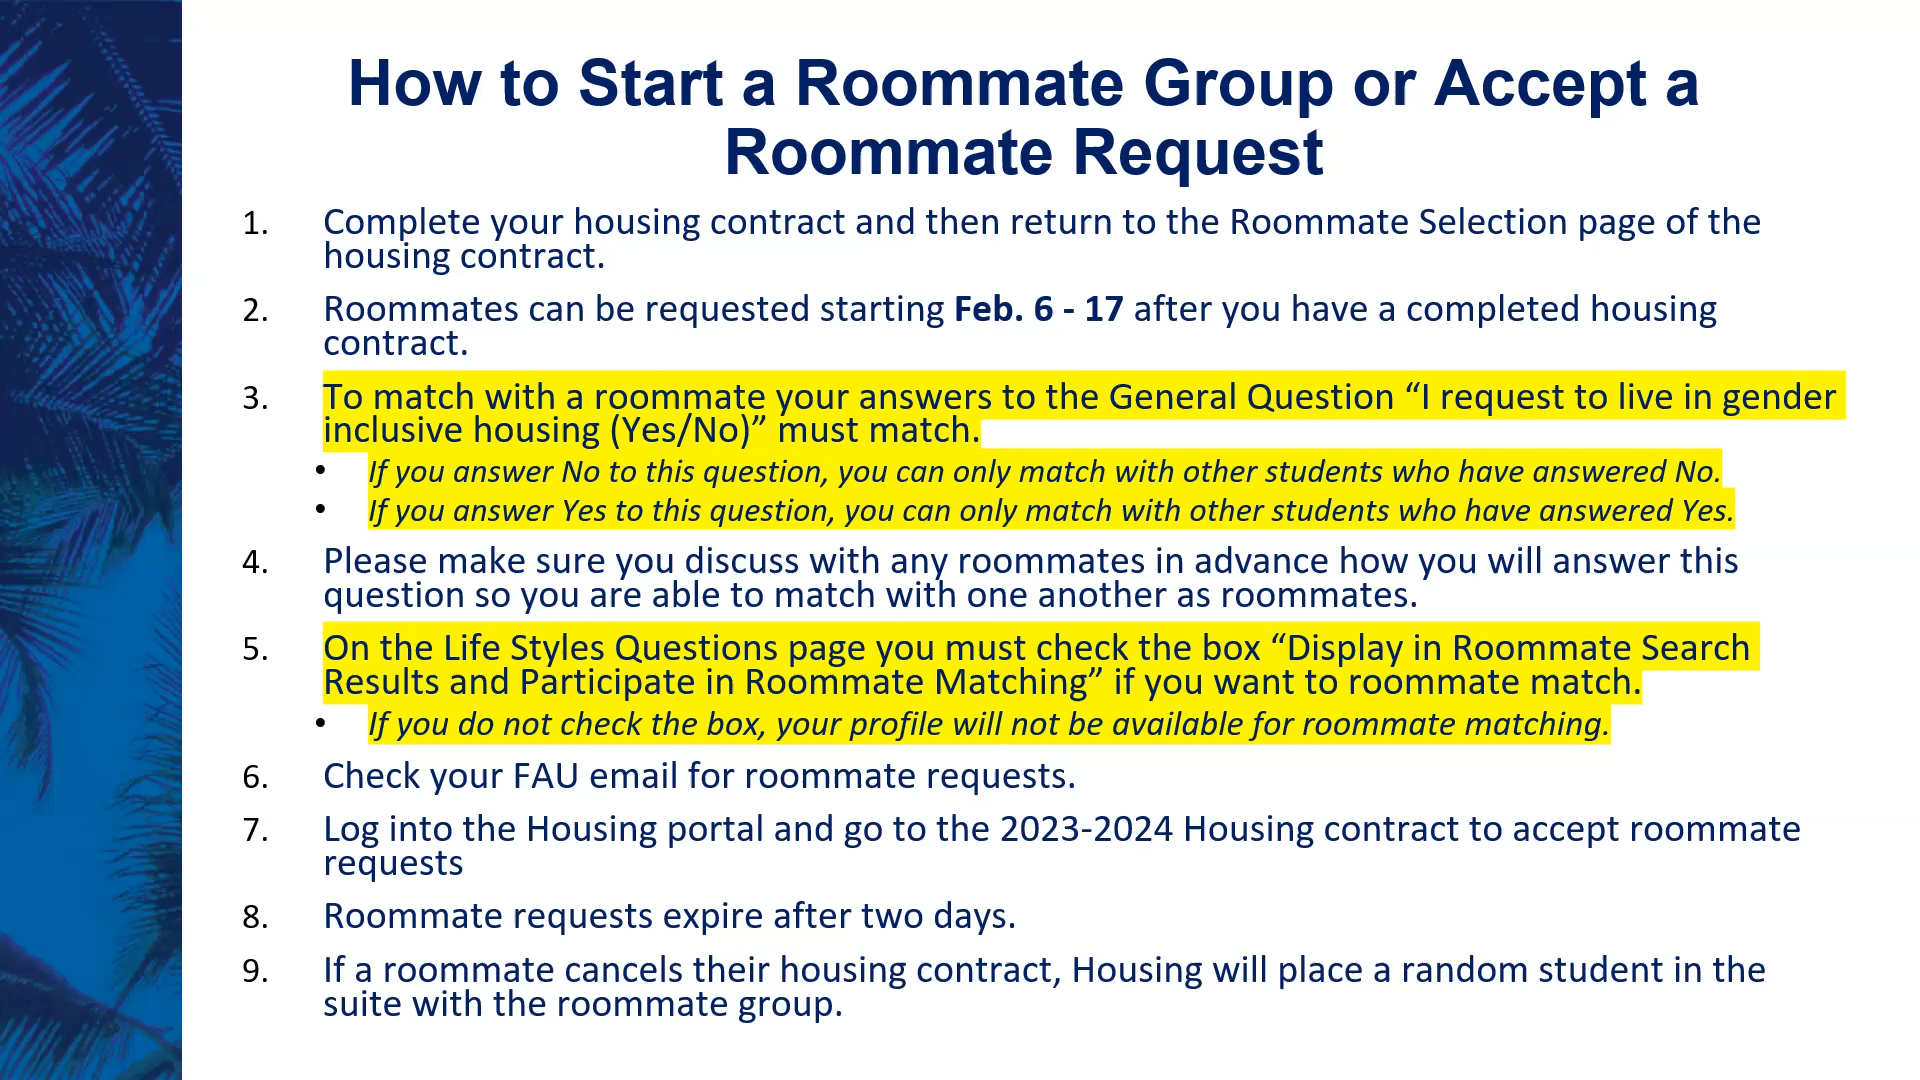 How to Start a Roommate Group or Accept a
Roommate Request
1. Complete your housing contract and then return to the Roommate Selection page of the
housing contract.
2. Roommates can be requested starting Feb. 6 - 17 after you have a completed housing
contract.
3. To match with a roommate your answers to the General Question “I request to live in gender
inclusive housing (Yes/No)” must match.
• If you answer No to this question, you can only match with other students who have answered No.
• If you answer Yes to this question, you can only match with other students who have answered Yes.
4. Please make sure you discuss with any roommates in advance how you will answer this
question so you are able to match with one another as roommates.
5. On the Life Styles Questions page you must check the box “Display in Roommate Search
Results and Participate in Roommate Matching” if you want to roommate match.
• If you do not check the box, your profile will not be available for roommate matching.
6. Check your FAU email for roommate requests.
7. Log into the Housing portal and go to the 2023-2024 Housing contract to accept roommate
requests
8. Roommate requests expire after two days.
9. If a roommate cancels their housing contract, Housing will place a random student in the
suite with the roommate group.